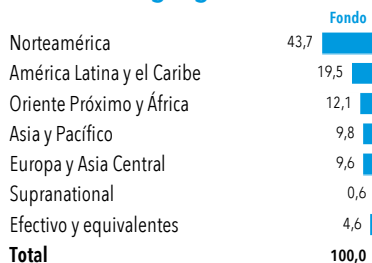 Fondo
Norteamérica 43,7
América Latina y el Caribe 19,5
Oriente Próximo y África 12,1
Asia y Pacífico 9,8
Europa y Asia Central 9,6
Supranational 0,6
Efectivo y equivalentes 4,6
Total 100,0